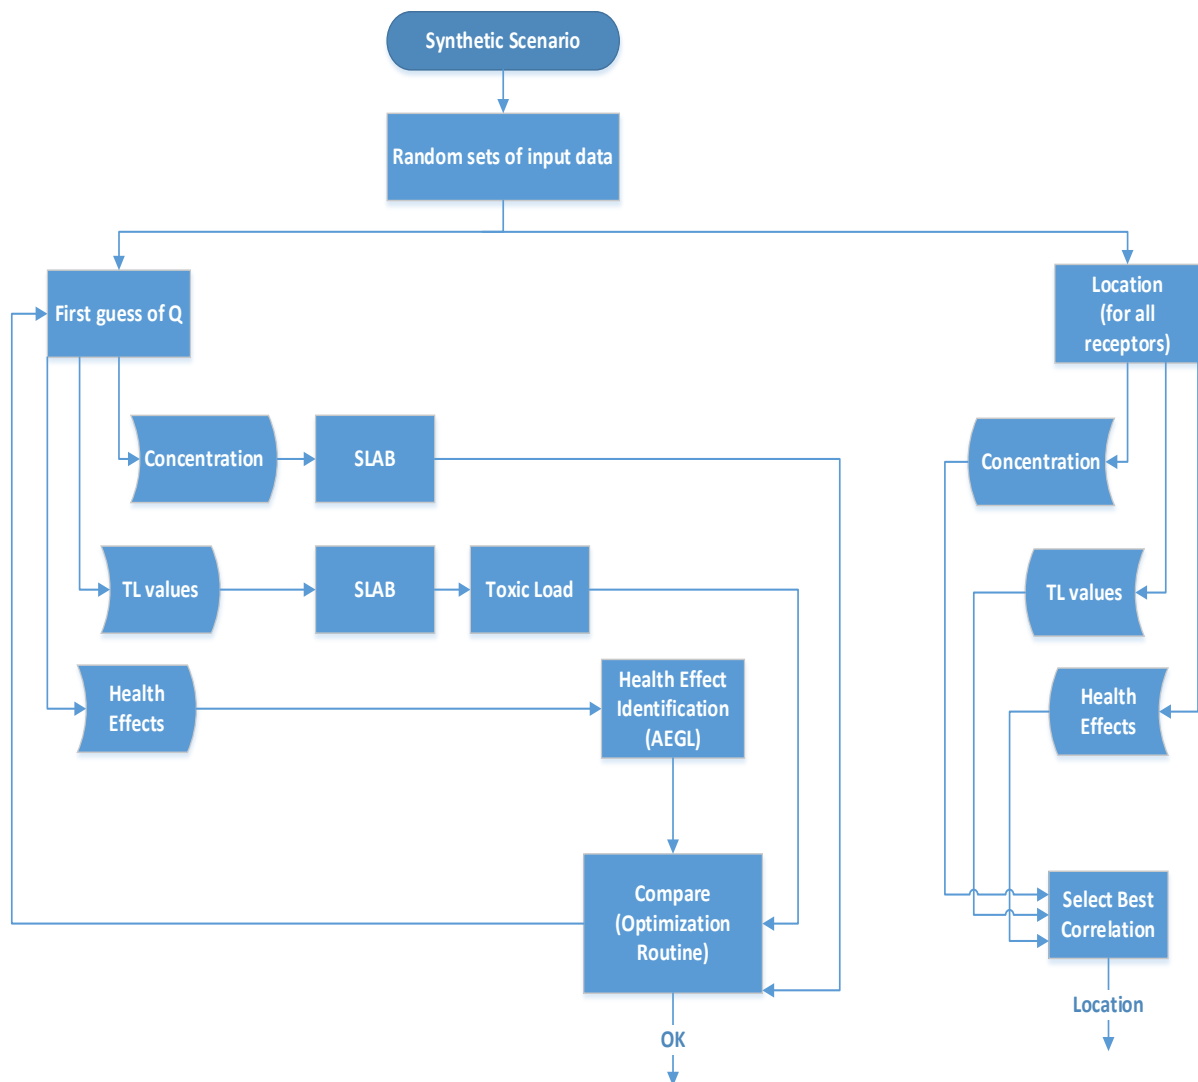 Synthetic Scenario
Random sets of input data
First guess of Q
Location
(for all
receptors)
Concentration
SLAB
Concentration
TL values
SLAB
Toxic Load
TL values
Health
Effects
Health Effect
Identification
(AEGL)
Health
Effects
Compare
(Optimization
Routine)
Select Best
Correlation
OK
Location